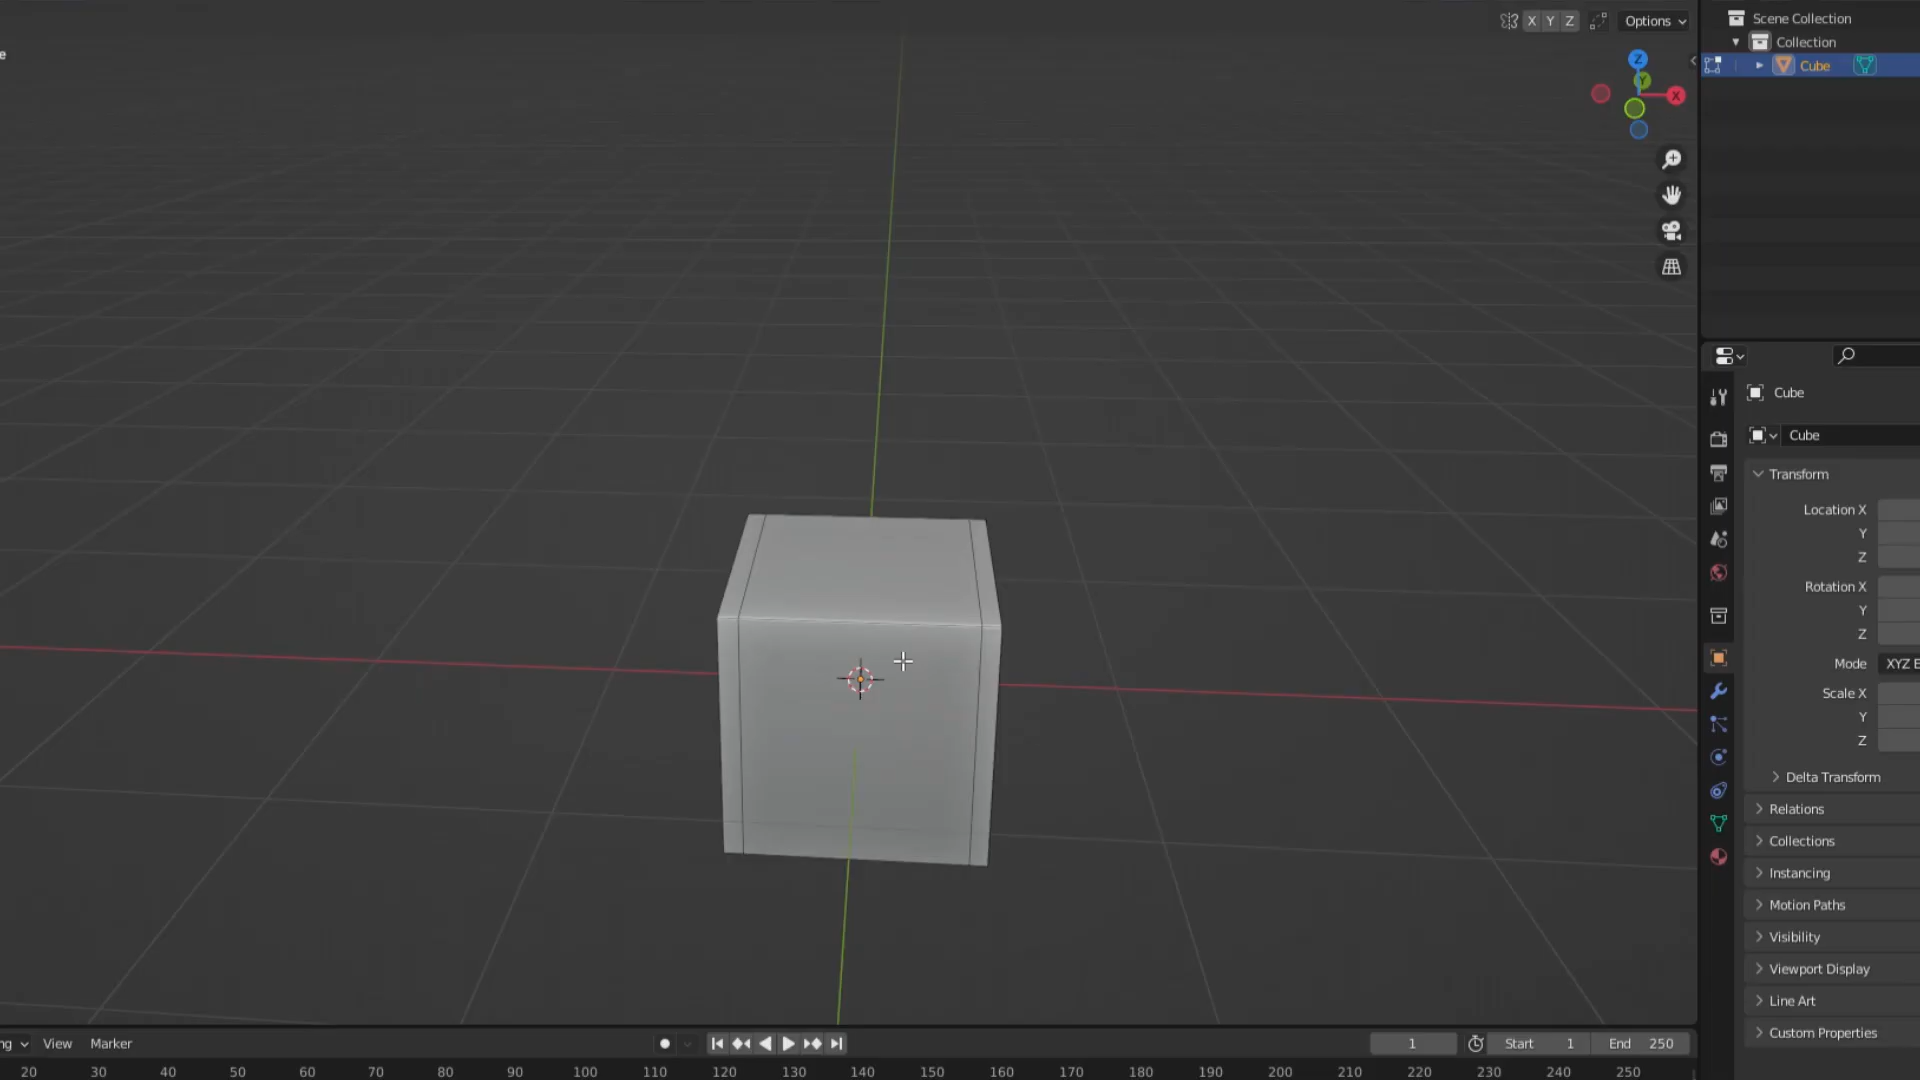 X Y Z Options
Scene Collection
Collection
Cube
e
Z
Y
X
Cube
Cube
Transform
Location X
Y
Z
Rotation X
Y
Z
Mode XYZ E
Scale X
Y
Z
Delta Transform
Relations
Collections
Instancing
Motion Paths
Visibility
Viewport Display
Line Art
Custom Properties
ng View Marker 1 Start 1 End 250
20 30 40 50 60 70 80 90 100 110 120 130 140 150 160 170 180 190 200 210 220 230 240 250